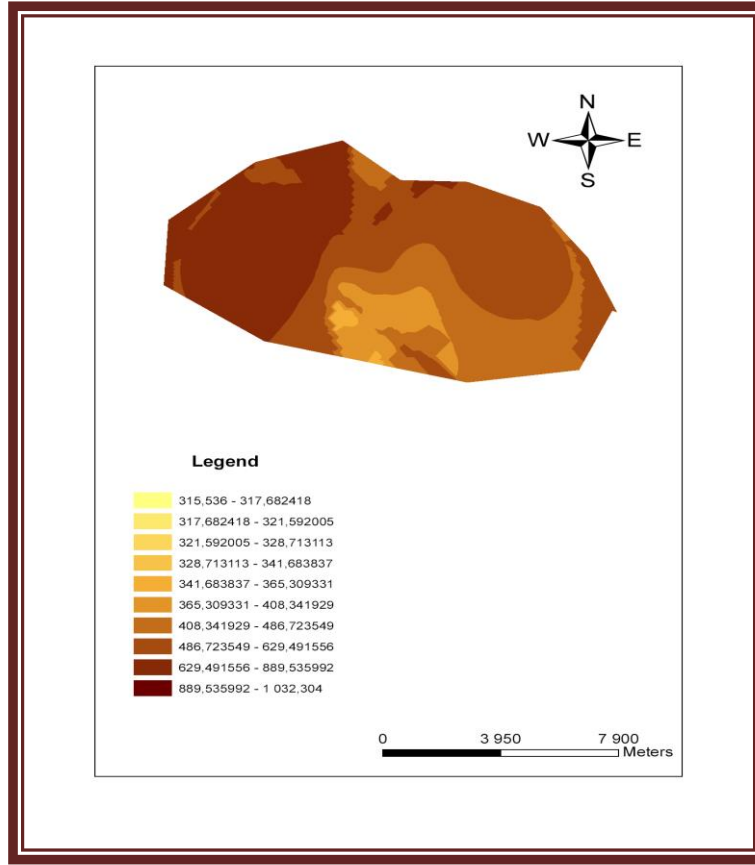 N
W E
S
Legend
315,536 - 317,682418
317,682418 - 321,592005
321,592005 - 328,713113
328,713113 - 341,683837
341,683837 - 365,309331
365,309331 - 408,341929
408,341929 - 486,723549
486,723549 - 629,491556
629,491556 - 889,535992
889,535992 - 1 032,304
0 3 950 7 900
Meters